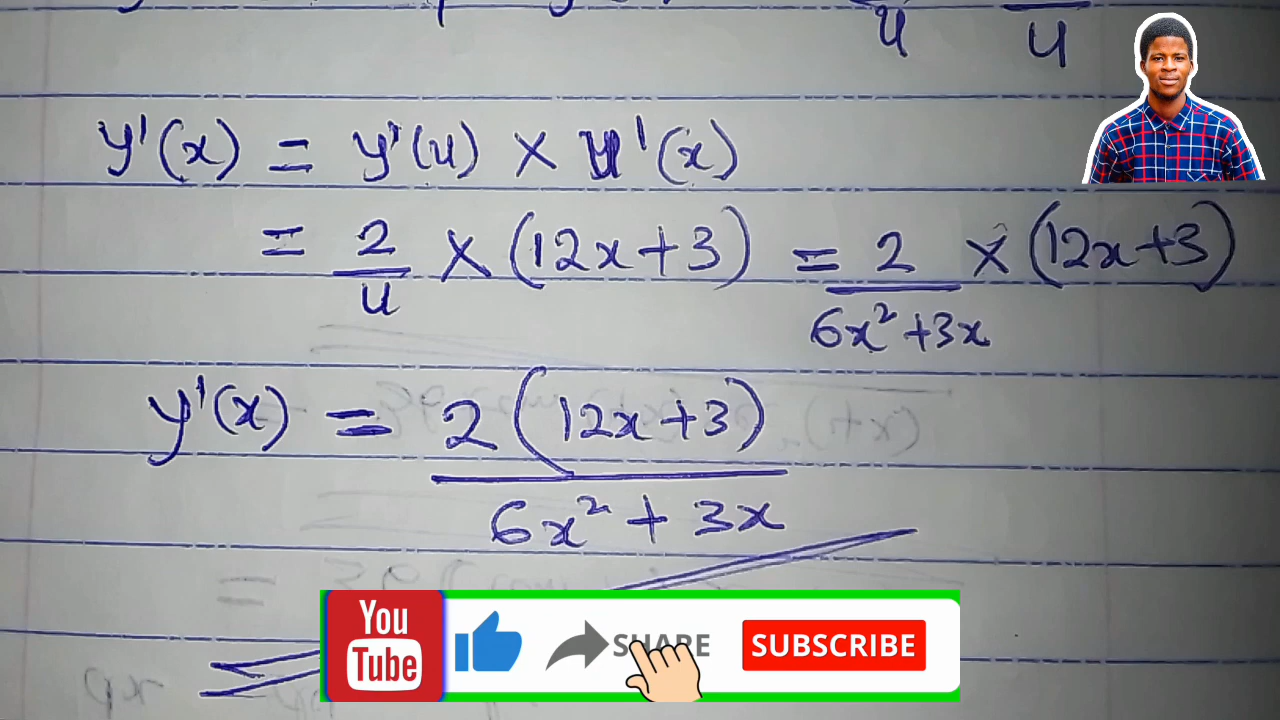 u u
y'(x) = y'(u) × u'(x)
= 2/u × (12x+3) = 2/(6x²+3x) × (12x+3)
y'(x) = 2(12x+3)/(6x²+3x)
You
Tube
SHARE
SUBSCRIBE